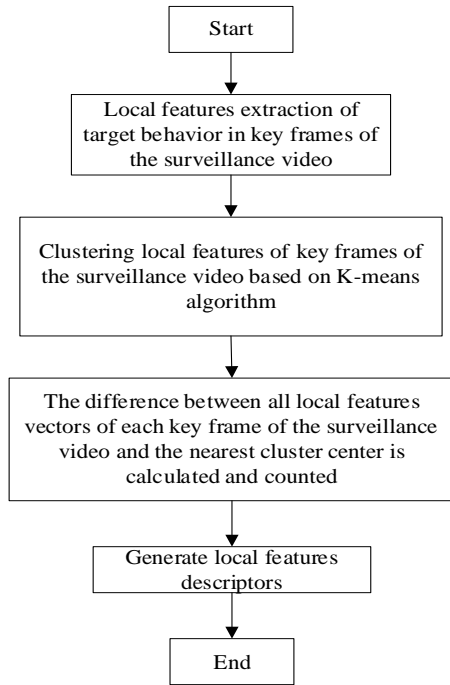 Start
Local features extraction of
target behavior in key frames of
the surveillance video
Clustering local features of key frames of
the surveillance video based on K-means
algorithm
The difference between all local features
vectors of each key frame of the surveillance
video and the nearest cluster center is
calculated and counted
Generate local features
descriptors
End